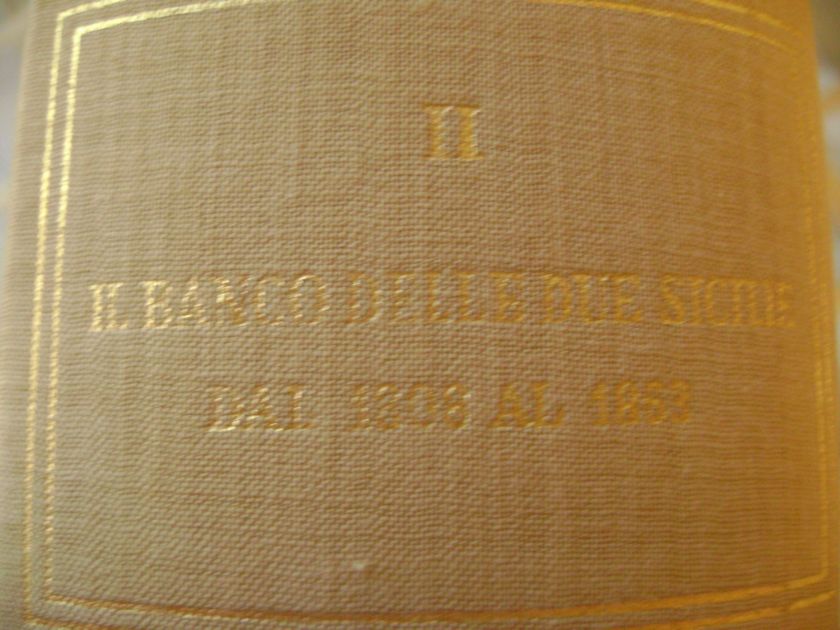 II
IL BANCO DELLE DUE SICILIE
DAL 1808 AL 1863